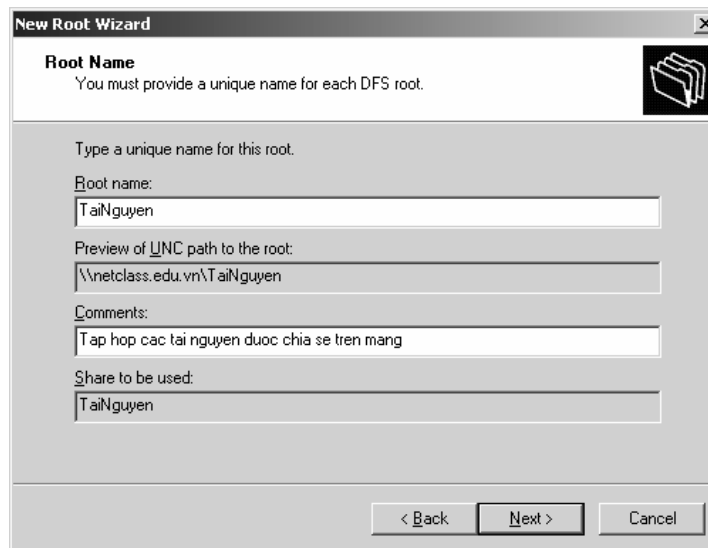 New Root Wizard
Root Name
You must provide a unique name for each DFS root.
Type a unique name for this root.
Root name:
TaiNguyen
Preview of UNC path to the root:
\\netclass.edu.vn\TaiNguyen
Comments:
Tap hop cac tai nguyen duoc chia se tren mang
Share to be used:
TaiNguyen
< Back Next > Cancel